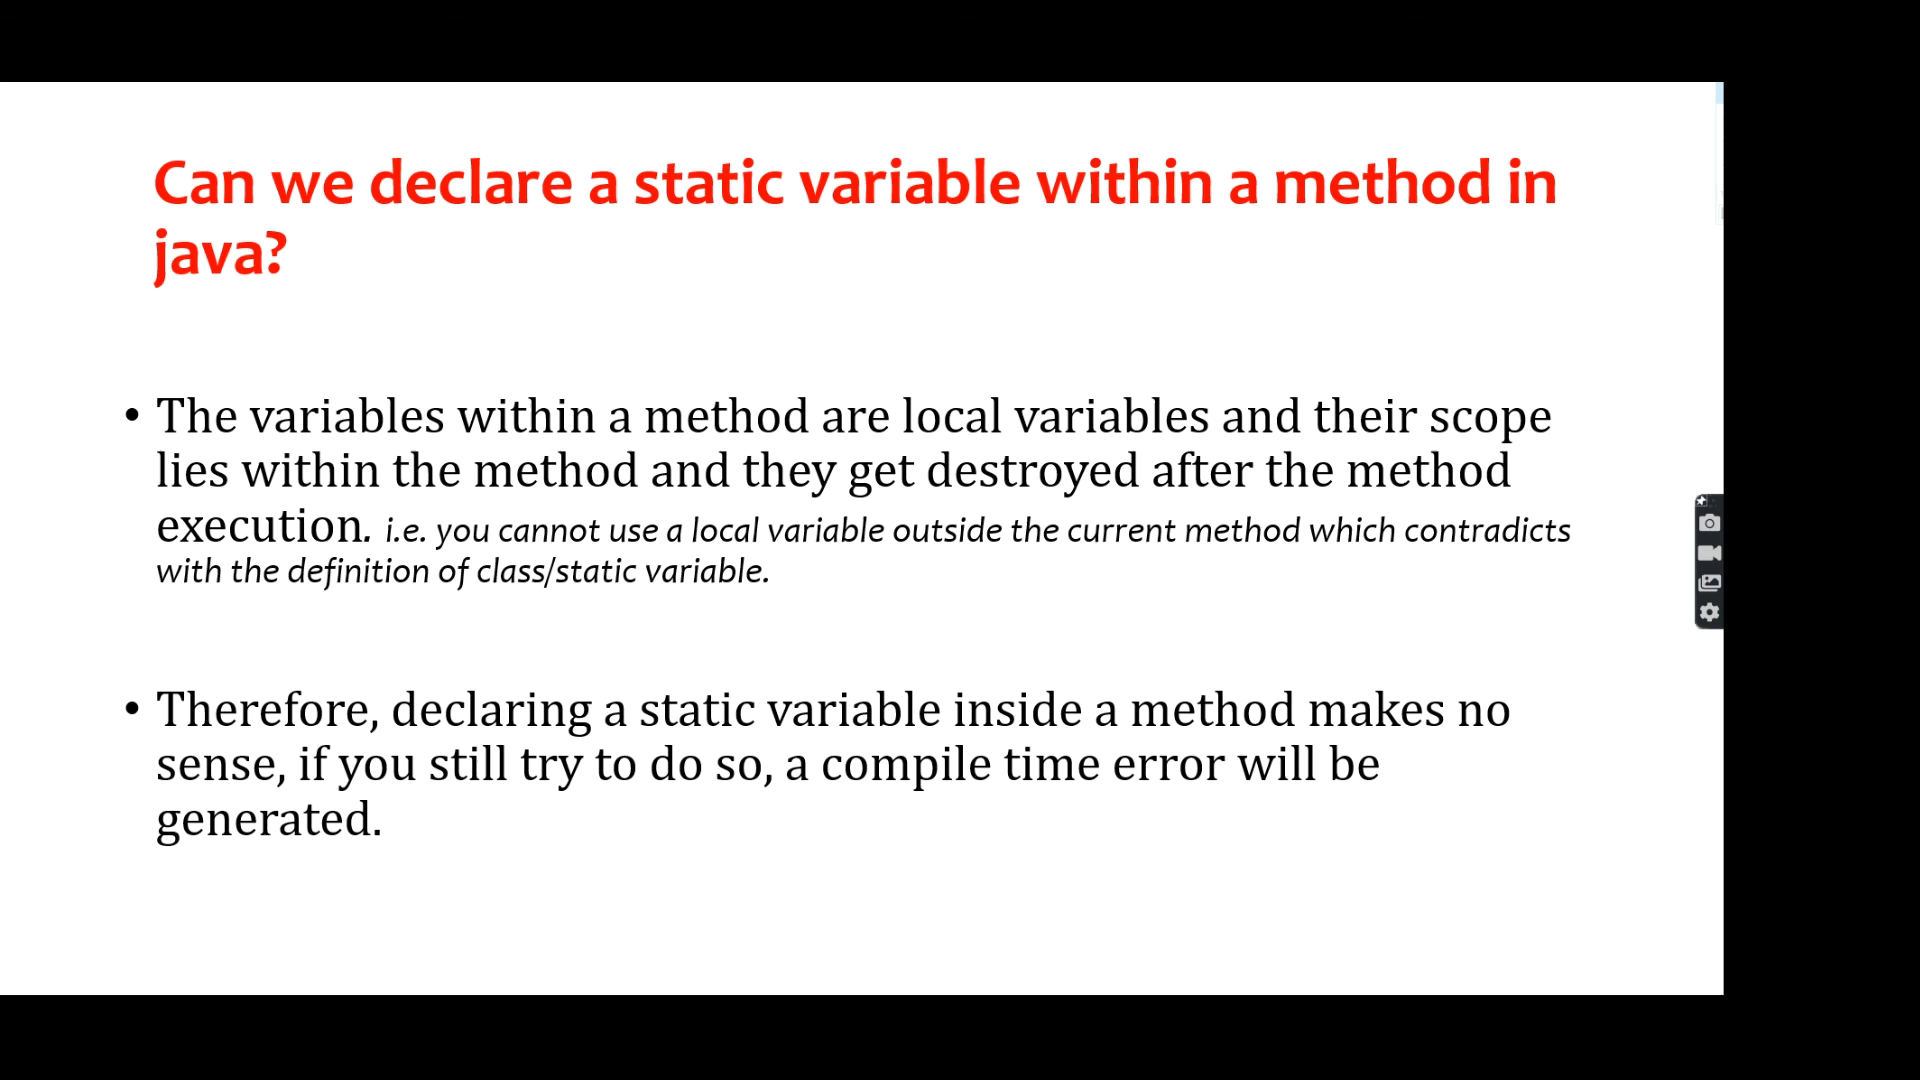 Can we declare a static variable within a method in
java?
• The variables within a method are local variables and their scope
lies within the method and they get destroyed after the method
execution. i.e. you cannot use a local variable outside the current method which contradicts
with the definition of class/static variable.
• Therefore, declaring a static variable inside a method makes no
sense, if you still try to do so, a compile time error will be
generated.